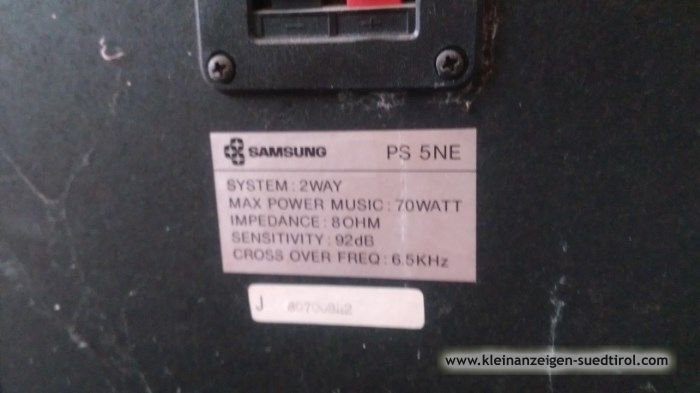 - +
SAMSUNG PS 5NE
SYSTEM : 2WAY
MAX POWER MUSIC : 70WATT
IMPEDANCE : 8OHM
SENSITIVITY : 92dB
CROSS OVER FREQ : 6.5KHz
J
www.kleinanzeigen-suedtirol.com